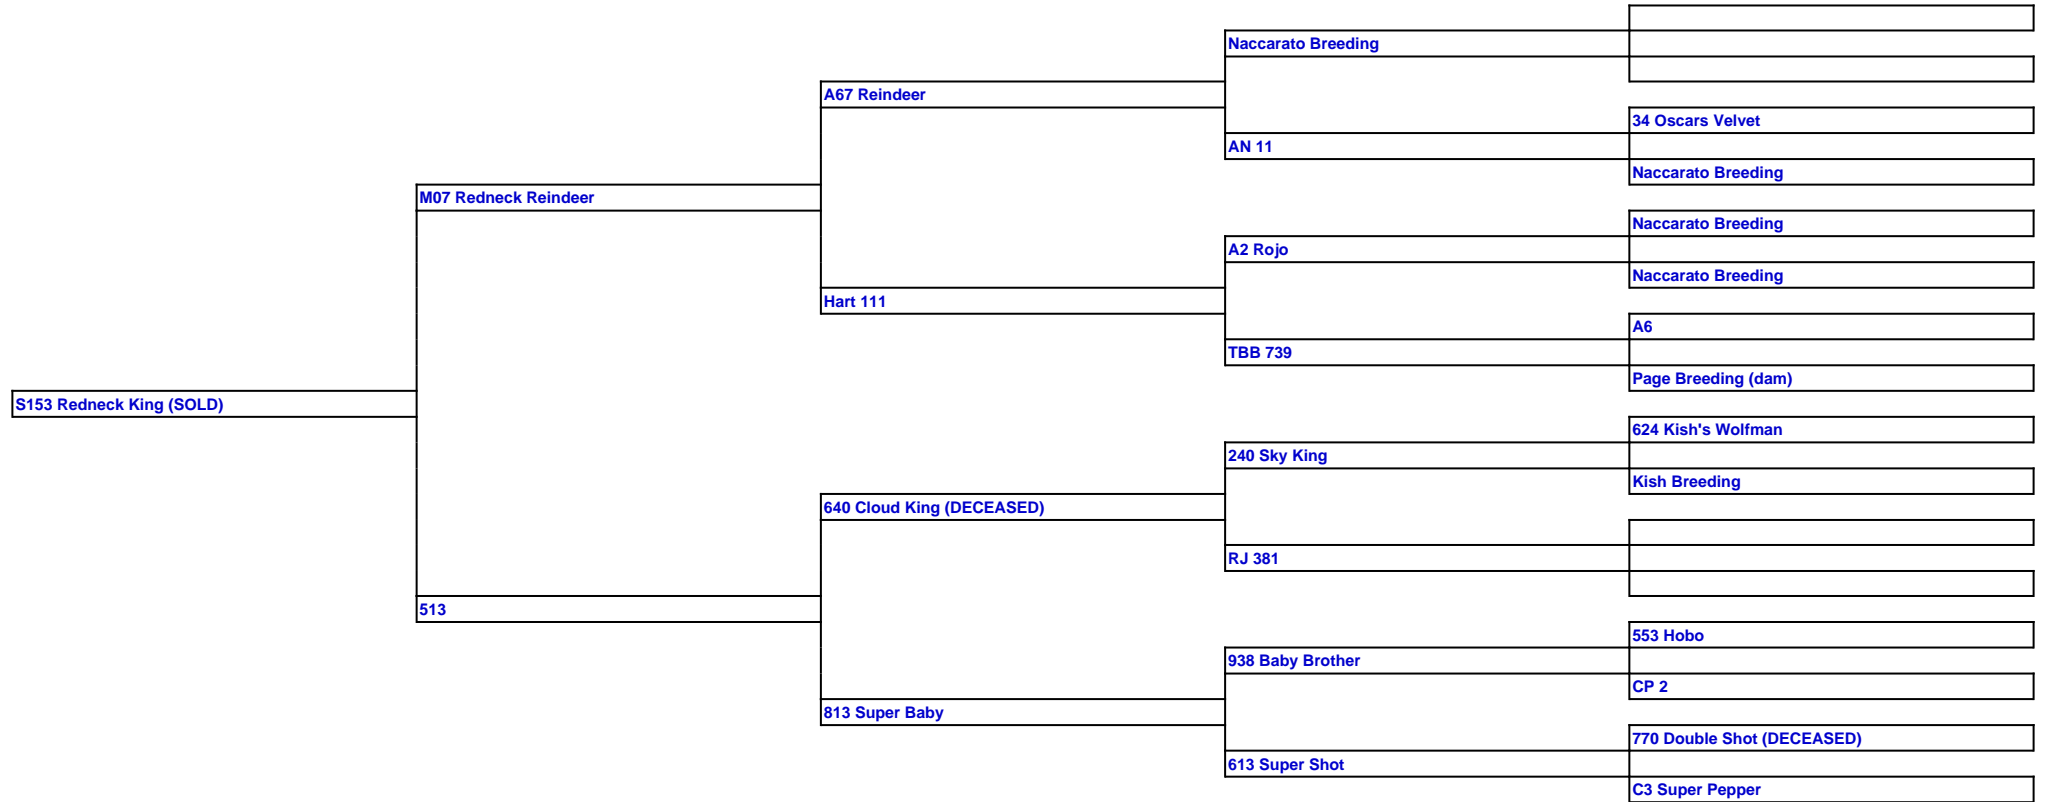 Naccarato Breeding
A67 Reindeer
34 Oscars Velvet
AN 11
Naccarato Breeding
M07 Redneck Reindeer
Naccarato Breeding
A2 Rojo
Naccarato Breeding
Hart 111
A6
TBB 739
Page Breeding (dam)
S153 Redneck King (SOLD)
624 Kish's Wolfman
240 Sky King
Kish Breeding
640 Cloud King (DECEASED)
RJ 381
513
553 Hobo
938 Baby Brother
CP 2
813 Super Baby
770 Double Shot (DECEASED)
613 Super Shot
C3 Super Pepper